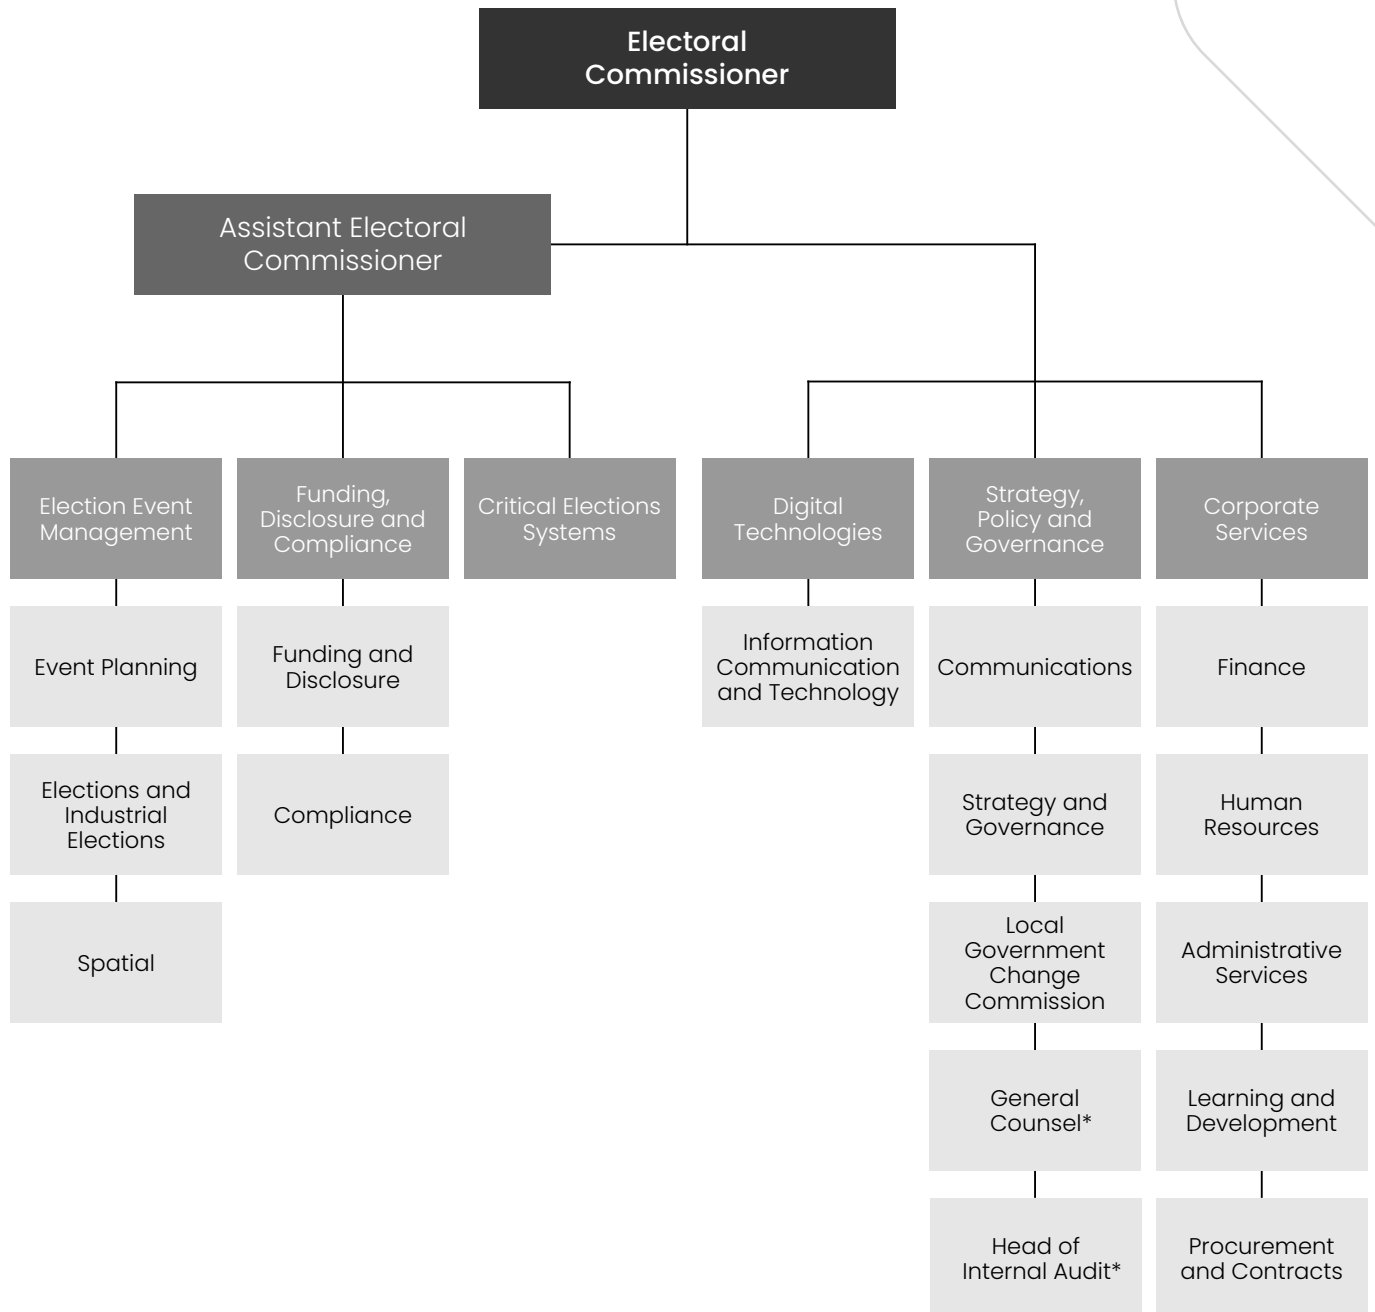 Electoral
Commissioner
Assistant Electoral
Commissioner
Election Event
Management
Funding,
Disclosure and
Compliance
Critical Elections
Systems
Digital
Technologies
Strategy,
Policy and
Governance
Corporate
Services
Event Planning
Elections and
Industrial
Elections
Spatial
Funding and
Disclosure
Compliance
Information
Communication
and Technology
Communications
Strategy and
Governance
Local
Government
Change
Commission
General
Counsel*
Head of
Internal Audit*
Finance
Human
Resources
Administrative
Services
Learning and
Development
Procurement
and Contracts